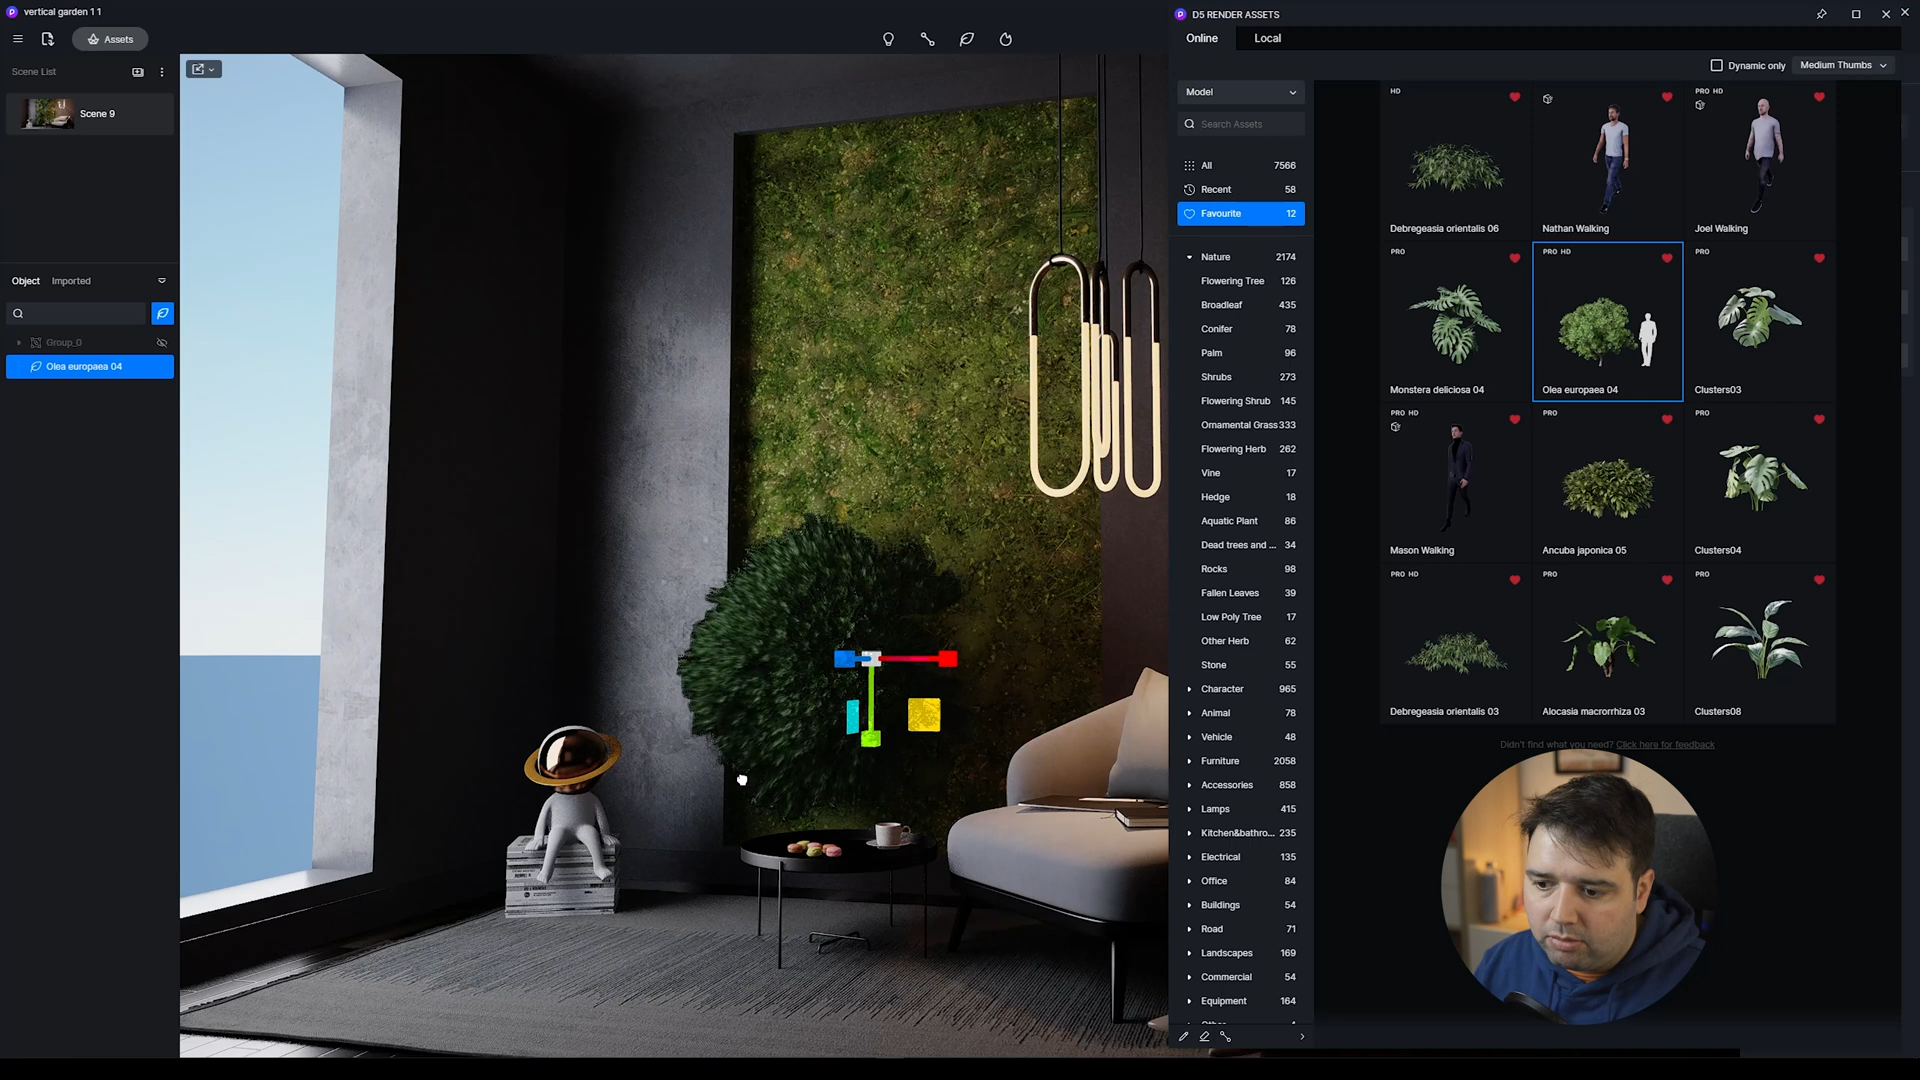 vertical garden 1 1
Assets
Scene List
Scene 9
Object
Imported
Group_0
Olea europaea 04
D5 RENDER ASSETS
Online
Local
Dynamic only
Medium Thumbs
Model
Search Assets
All 7566
Recent 58
Favourite 12
Nature 2174
Flowering Tree 126
Broadleaf 435
Conifer 78
Palm 96
Shrubs 273
Flowering Shrub 145
Ornamental Grass 333
Flowering Herb 262
Vine 17
Hedge 18
Aquatic Plant 86
Dead trees and ... 34
Rocks 98
Fallen Leaves 39
Low Poly Tree 17
Other Herb 62
Stone 55
Character 965
Animal 78
Vehicle 48
Furniture 2058
Accessories 858
Lamps 415
Kitchen&bathro... 235
Electrical 135
Office 84
Buildings 54
Road 71
Landscapes 169
Commercial 54
Equipment 164
HD
PRO HD
Debregeasia orientalis 06
Nathan Walking
Joel Walking
PRO
PRO HD
PRO
Monstera deliciosa 04
Olea europaea 04
Clusters03
PRO HD
PRO
PRO
Mason Walking
Ancuba japonica 05
Clusters04
PRO HD
PRO
PRO
Debregeasia orientalis 03
Alocasia macrorrhiza 03
Clusters08
Didn't find what you need? Click here for feedback